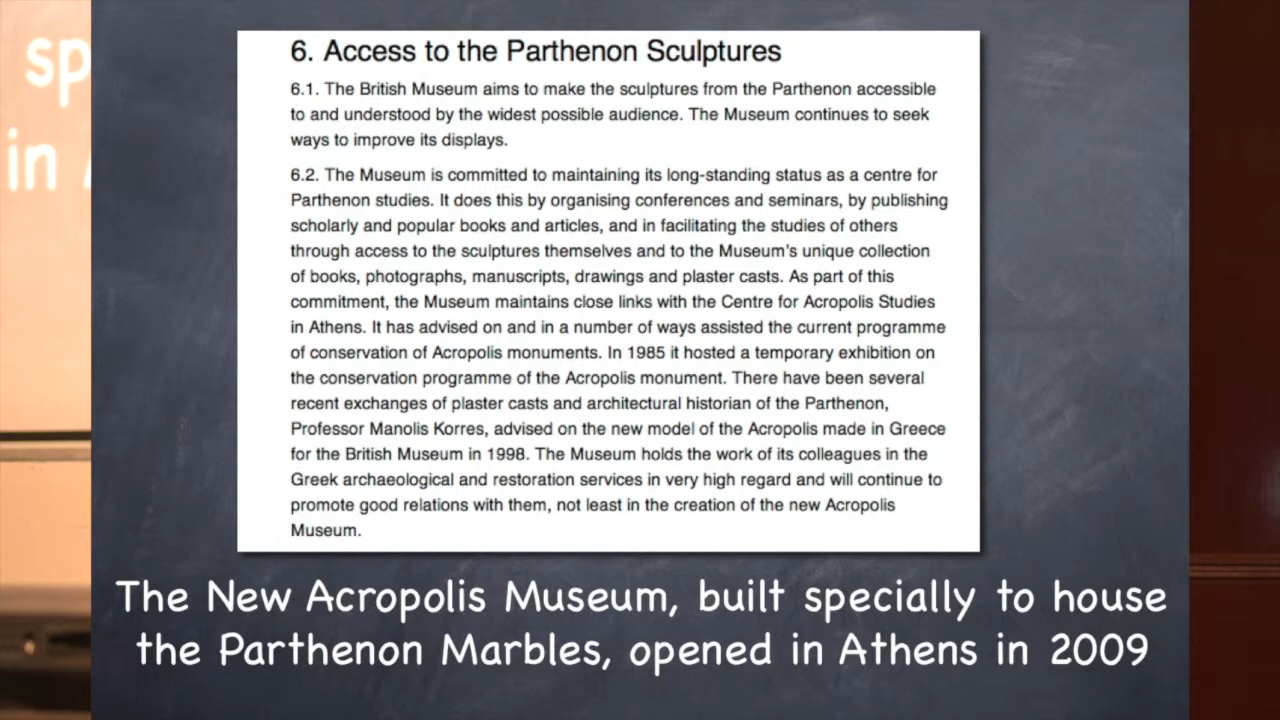 6. Access to the Parthenon Sculptures
6.1. The British Museum aims to make the sculptures from the Parthenon accessible
to and understood by the widest possible audience. The Museum continues to seek
ways to improve its displays.
6.2. The Museum is committed to maintaining its long-standing status as a centre for
Parthenon studies. It does this by organising conferences and seminars, by publishing
scholarly and popular books and articles, and in facilitating the studies of others
through access to the sculptures themselves and to the Museum's unique collection
of books, photographs, manuscripts, drawings and plaster casts. As part of this
commitment, the Museum maintains close links with the Centre for Acropolis Studies
in Athens. It has advised on and in a number of ways assisted the current programme
of conservation of Acropolis monuments. In 1985 it hosted a temporary exhibition on
the conservation programme of the Acropolis monument. There have been several
recent exchanges of plaster casts and architectural historian of the Parthenon,
Professor Manolis Korres, advised on the new model of the Acropolis made in Greece
for the British Museum in 1998. The Museum holds the work of its colleagues in the
Greek archaeological and restoration services in very high regard and will continue to
promote good relations with them, not least in the creation of the new Acropolis
Museum.
The New Acropolis Museum, built specially to house
the Parthenon Marbles, opened in Athens in 2009
sp
in